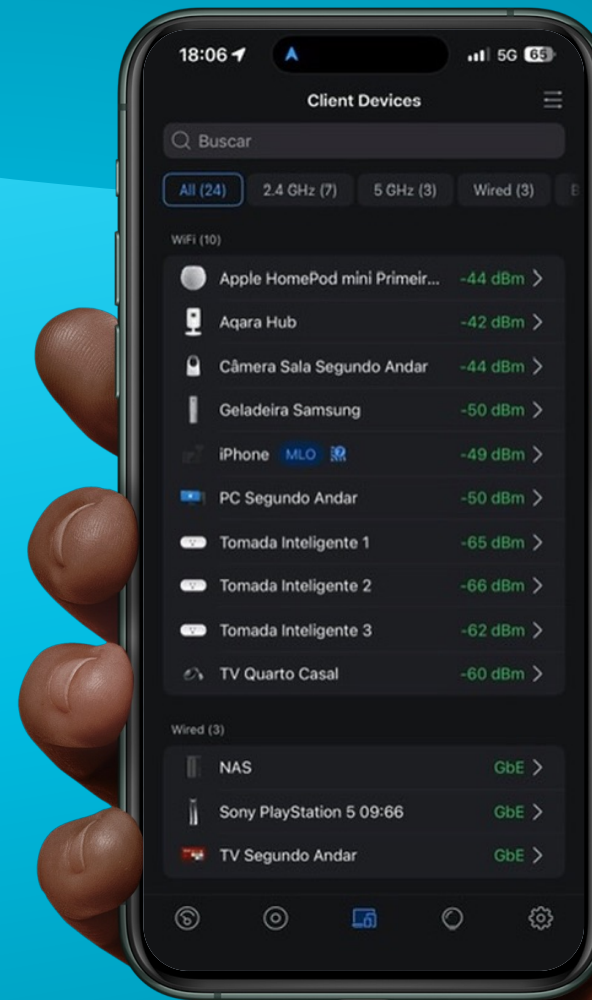 18:06 5G 65
Client Devices
Buscar
All (24) 2.4 GHz (7) 5 GHz (3) Wired (3) B
WiFi (10)
Apple HomePod mini Primeir... -44 dBm
Aqara Hub -42 dBm
Câmera Sala Segundo Andar -44 dBm
Geladeira Samsung -50 dBm
iPhone MLO -49 dBm
PC Segundo Andar -50 dBm
Tomada Inteligente 1 -65 dBm
Tomada Inteligente 2 -66 dBm
Tomada Inteligente 3 -62 dBm
TV Quarto Casal -60 dBm
Wired (3)
NAS GbE
Sony PlayStation 5 09:66 GbE
TV Segundo Andar GbE